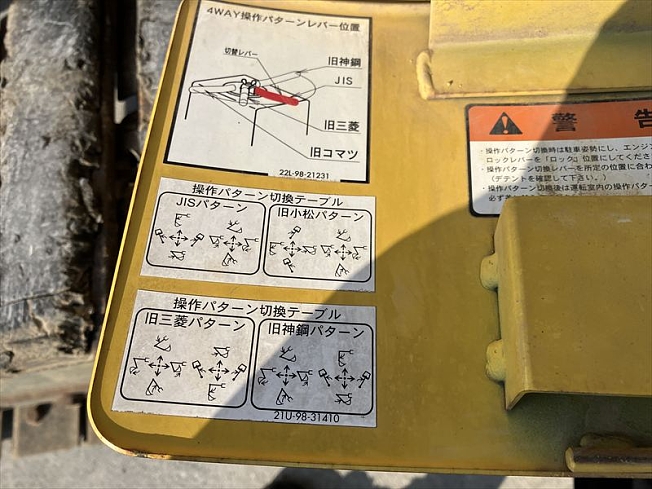 4WAY操作パターンレバー位置
切替レバー
旧神鋼
JIS
旧三菱
旧コマツ
22L-98-21231
操作パターン切換テーブル
JISパターン
旧小松パターン
操作パターン切換テーブル
旧三菱パターン
旧神鋼パターン
21U-98-31410
警 告
・操作パターン切換時は駐車姿勢にし、エンジ
ロックレバーを「ロック」位置にしてくださ
・操作パターン切換レバーを所定の位置に合わ
(デテントを確認して下さい。)
・操作パターン切換後は運転室内の操作パター
必ず